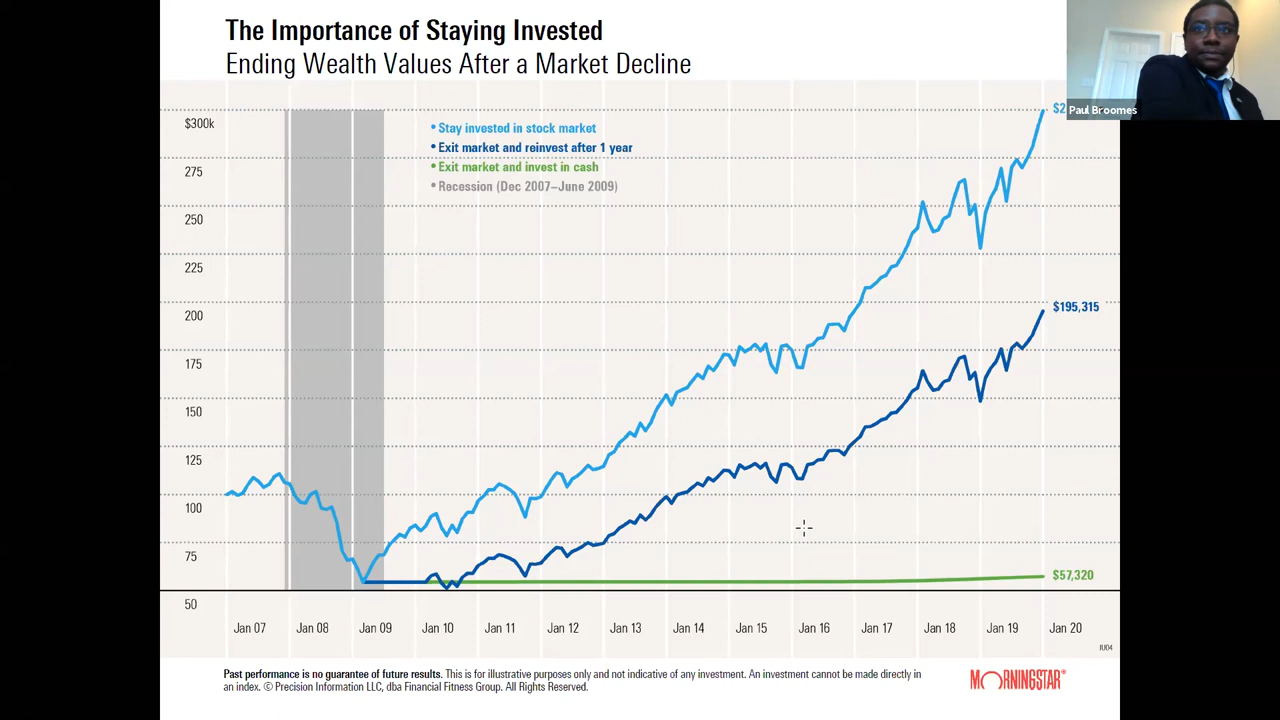 The Importance of Staying Invested
Ending Wealth Values After a Market Decline
Paul Broomes
$300k
275
250
225
200
175
150
125
100
75
50
• Stay invested in stock market
• Exit market and reinvest after 1 year
• Exit market and invest in cash
• Recession (Dec 2007–June 2009)
$195,315
$57,320
Jan 07 Jan 08 Jan 09 Jan 10 Jan 11 Jan 12 Jan 13 Jan 14 Jan 15 Jan 16 Jan 17 Jan 18 Jan 19 Jan 20
IU04
Past performance is no guarantee of future results. This is for illustrative purposes only and not indicative of any investment. An investment cannot be made directly in
an index. © Precision Information LLC, dba Financial Fitness Group. All Rights Reserved.
MORNINGSTAR®